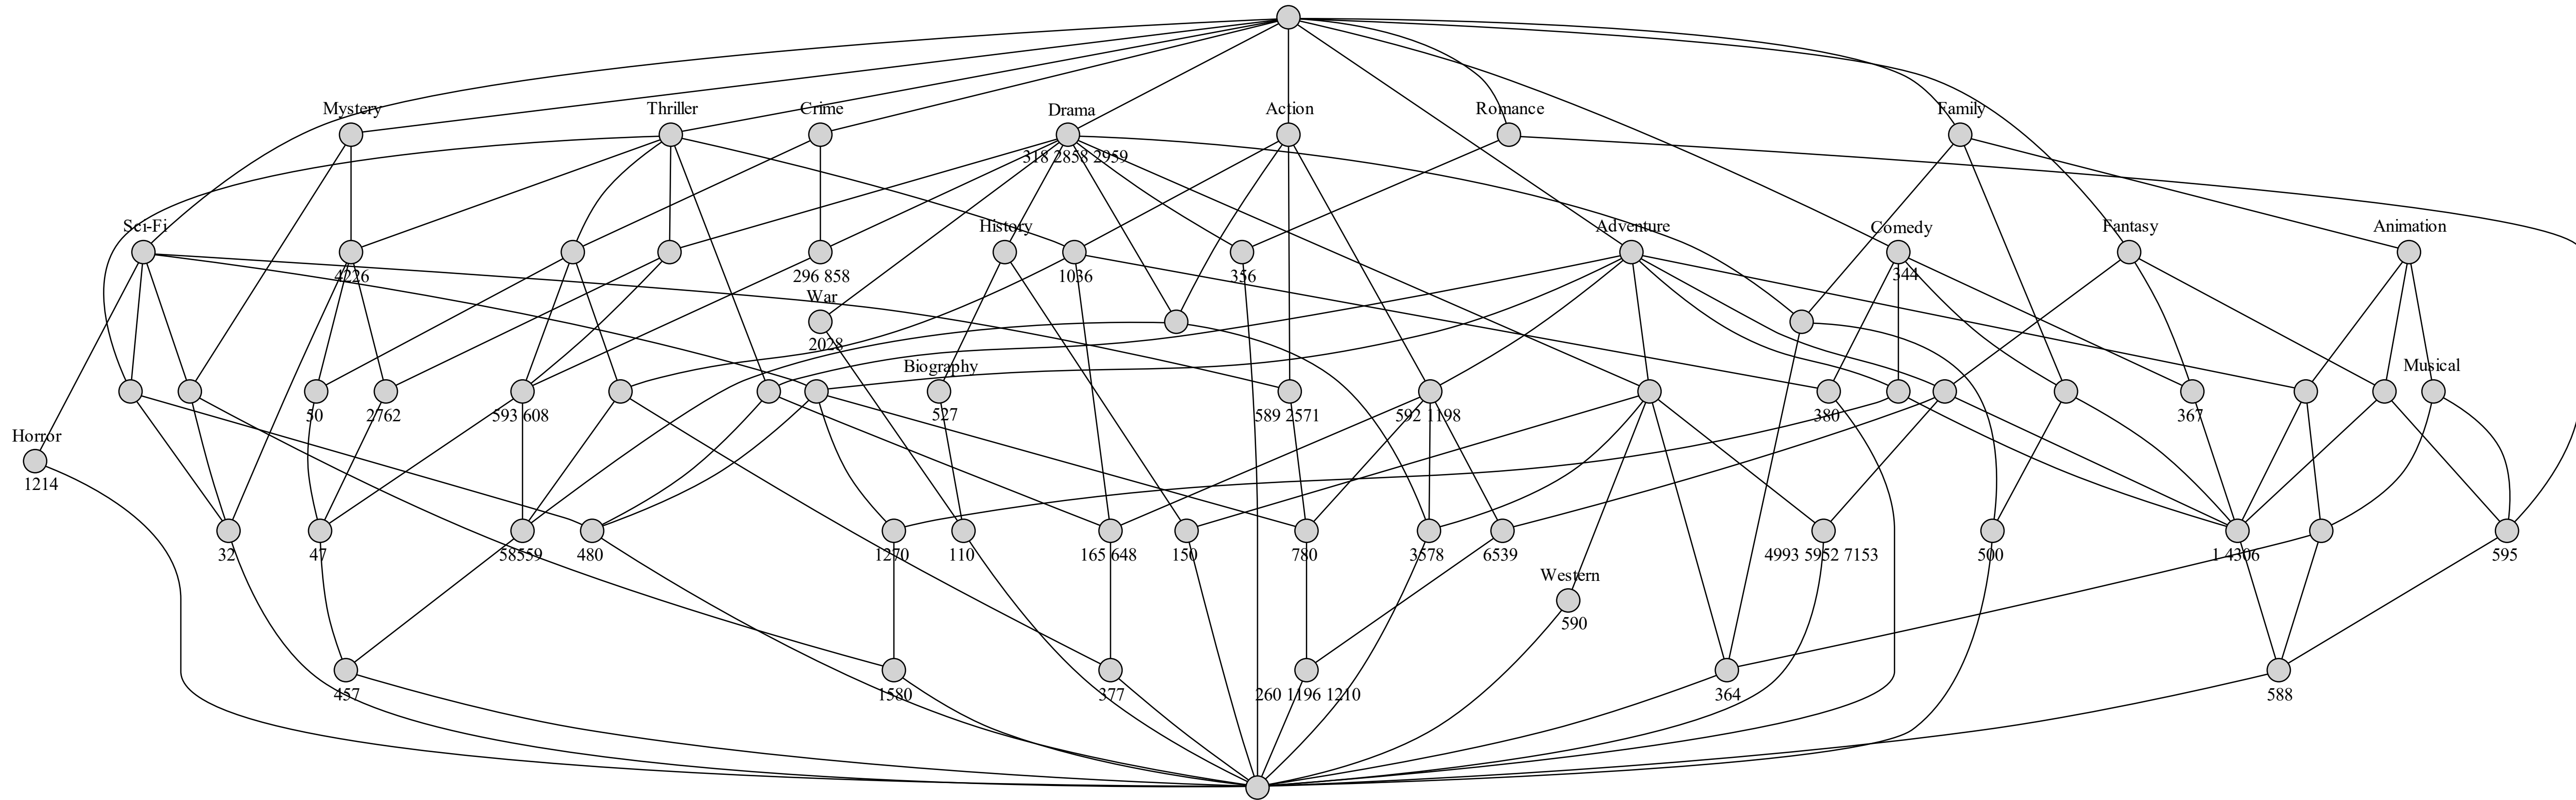 Mystery
Thriller
Crime
Drama
Action
Romance
Family
318 2858 2959
Sci-Fi
History
Adventure
Comedy
Fantasy
Animation
4226
296 858
1036
356
344
War
2028
Biography
Musical
50
2762
593 608
527
589 2571
592 1198
380
367
Horror
1214
32
47
58559
480
1270
110
165 648
150
780
3578
6539
4993 5952 7153
500
1 4306
595
Western
590
457
1580
377
260 1196 1210
364
588